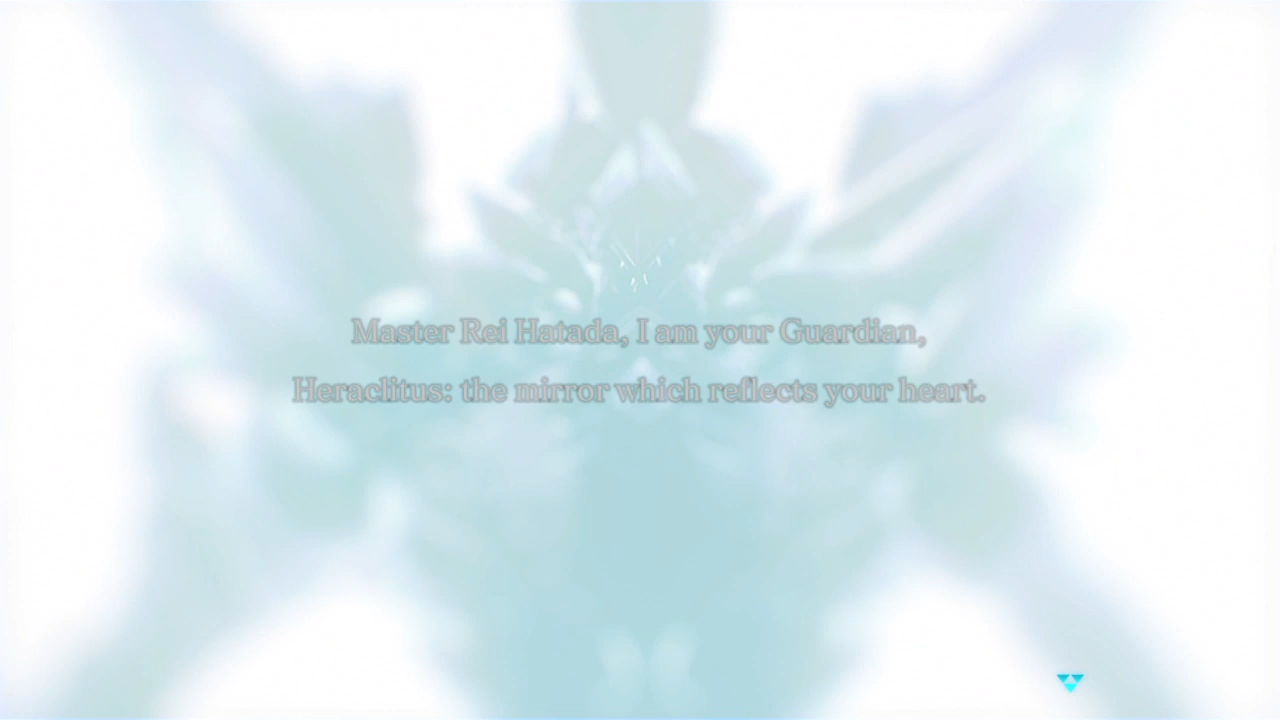 Master Rei Hatada, I am your Guardian,
Heraclitus: the mirror which reflects your heart.